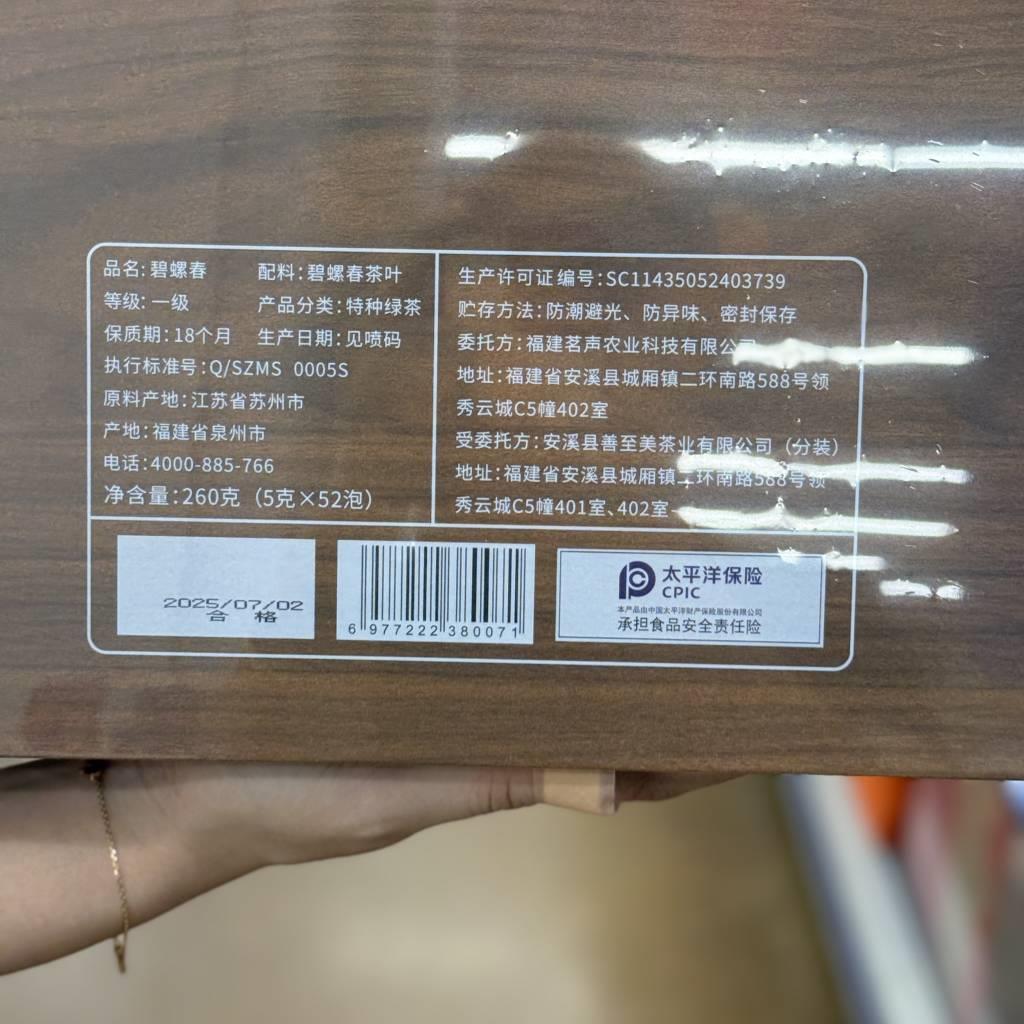 品名:碧螺春 配料:碧螺春茶叶
等级:一级 产品分类:特种绿茶
保质期:18个月 生产日期:见喷码
执行标准号:Q/SZMS 0005S
原料产地:江苏省苏州市
产地:福建省泉州市
电话:4000-885-766
净含量:260克（5克×52泡）
生产许可证编号:SC11435052403739
贮存方法:防潮避光、防异味、密封保存
委托方:福建茗声农业科技有限公司
地址:福建省安溪县城厢镇二环南路588号领
秀云城C5幢402室
受委托方:安溪县善至美茶业有限公司（分装）
地址:福建省安溪县城厢镇二环南路588号领
秀云城C5幢401室、402室
2025/07/02
合 格
6 977222 380071
太平洋保险
CPIC
本产品由中国太平洋财产保险股份有限公司
承担食品安全责任险